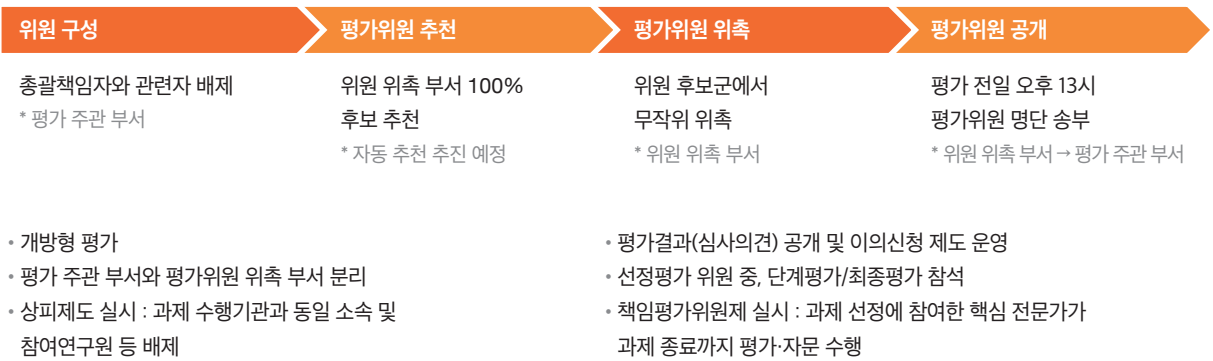 위원 구성
총괄책임자와 관련자 배제
* 평가 주관 부서
평가위원 추천
위원 위촉 부서 100%
후보 추천
* 자동 추천 추진 예정
평가위원 위촉
위원 후보군에서
무작위 위촉
* 위원 위촉 부서
평가위원 공개
평가 전일 오후 13시
평가위원 명단 송부
* 위원 위촉 부서 → 평가 주관 부서
• 개방형 평가
• 평가 주관 부서와 평가위원 위촉 부서 분리
• 상피제도 실시 : 과제 수행기관과 동일 소속 및
참여연구원 등 배제
• 평가결과(심사의견) 공개 및 이의신청 제도 운영
• 선정평가 위원 중, 단계평가/최종평가 참석
• 책임평가위원제 실시 : 과제 선정에 참여한 핵심 전문가가
과제 종료까지 평가·자문 수행